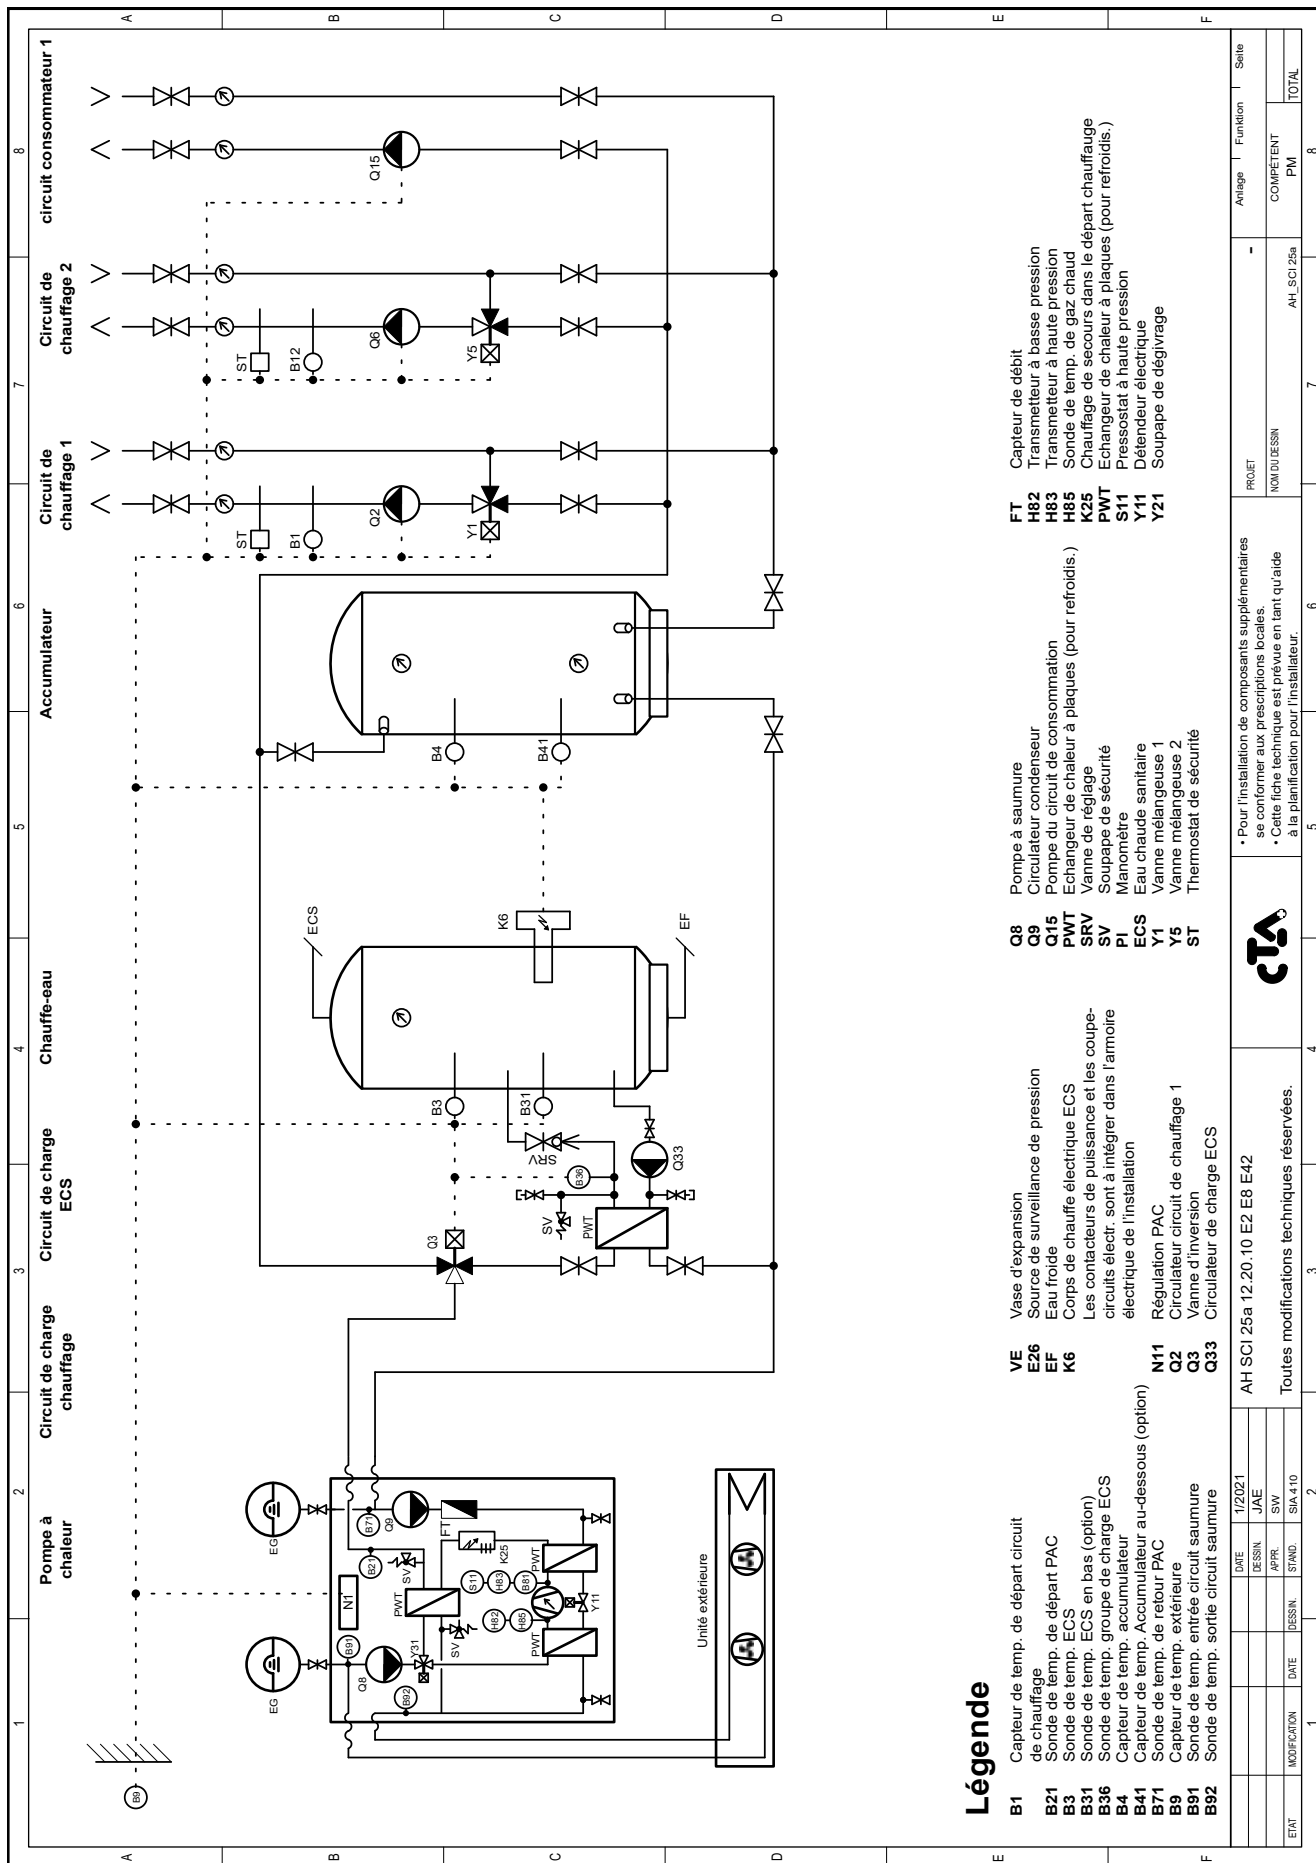 1 2 3 4 5 6 7 8
A A
B B
C C
D D
E E
F F
Pompe à
chaleur
Circuit de charge
chauffage
Circuit de charge
ECS
Chauffe-eau
Accumulateur
Circuit de
chauffage 1
Circuit de
chauffage 2
circuit consommateur 1
B9
EG
EG
N1
B91
Q8
B92
Y31
SV
PWT
SV
B21
B71
Q9
FT
K25
S11
H83
B81
H82
H85
PWT
PWT
Y11
Unité extérieure
Q3
SV
PWT
B36
SRV
Q33
B3
B31
ECS
K6
EF
B4
B41
ST
B1
Q2
Y1
ST
B12
Q6
Y5
Q15
Légende
B1 Capteur de temp. de départ circuit
de chauffage
B21 Sonde de temp. de départ PAC
B3 Sonde de temp. ECS
B31 Sonde de temp. ECS en bas (option)
B36 Sonde de temp. groupe de charge ECS
B4 Capteur de temp. accumulateur
B41 Capteur de temp. Accumulateur au-dessous (option)
B71 Sonde de temp. de retour PAC
B9 Capteur de temp. extérieure
B91 Sonde de temp. entrée circuit saumure
B92 Sonde de temp. sortie circuit saumure
VE Vase d'expansion
E26 Source de surveillance de pression
EF Eau froide
K6 Corps de chauffe électrique ECS
Les contacteurs de puissance et les coupe-
circuits électr. sont à intégrer dans l'armoire
électrique de l'installation
N11 Régulation PAC
Q2 Circulateur circuit de chauffage 1
Q3 Vanne d'inversion
Q33 Circulateur de charge ECS
Q8 Pompe à saumure
Q9 Circulateur condenseur
Q15 Pompe du circuit de consommation
PWT Echangeur de chaleur à plaques (pour refroidis.)
SRV Vanne de réglage
SV Soupape de sécurité
PI Manomètre
ECS Eau chaude sanitaire
Y1 Vanne mélangeuse 1
Y5 Vanne mélangeuse 2
ST Thermostat de sécurité
FT Capteur de débit
H82 Transmetteur à basse pression
H83 Transmetteur à haute pression
H85 Sonde de temp. de gaz chaud
K25 Chauffage de secours dans le départ chauffauge
PWT Echangeur de chaleur à plaques (pour refroidis.)
S11 Pressostat à haute pression
Y11 Détendeur électrique
Y21 Soupape de dégivrage
ETAT MODIFICATION DATE DESSIN.
DATE 1/2021
DESSIN. JAE
APPR. SW
STAND. SIA 410
AH SCI 25a 12.20.10 E2 E8 E42
Toutes modifications techniques réservées.
CTA
• Pour l'installation de composants supplémentaires
se conformer aux prescriptions locales.
• Cette fiche technique est prévue en tant qu'aide
à la planification pour l'installateur.
PROJET -
NOM DU DESSIN AH_SCI 25a
Anlage Funktion Seite
COMPÉTENT
PM
TOTAL
1 2 3 4 5 6 7 8